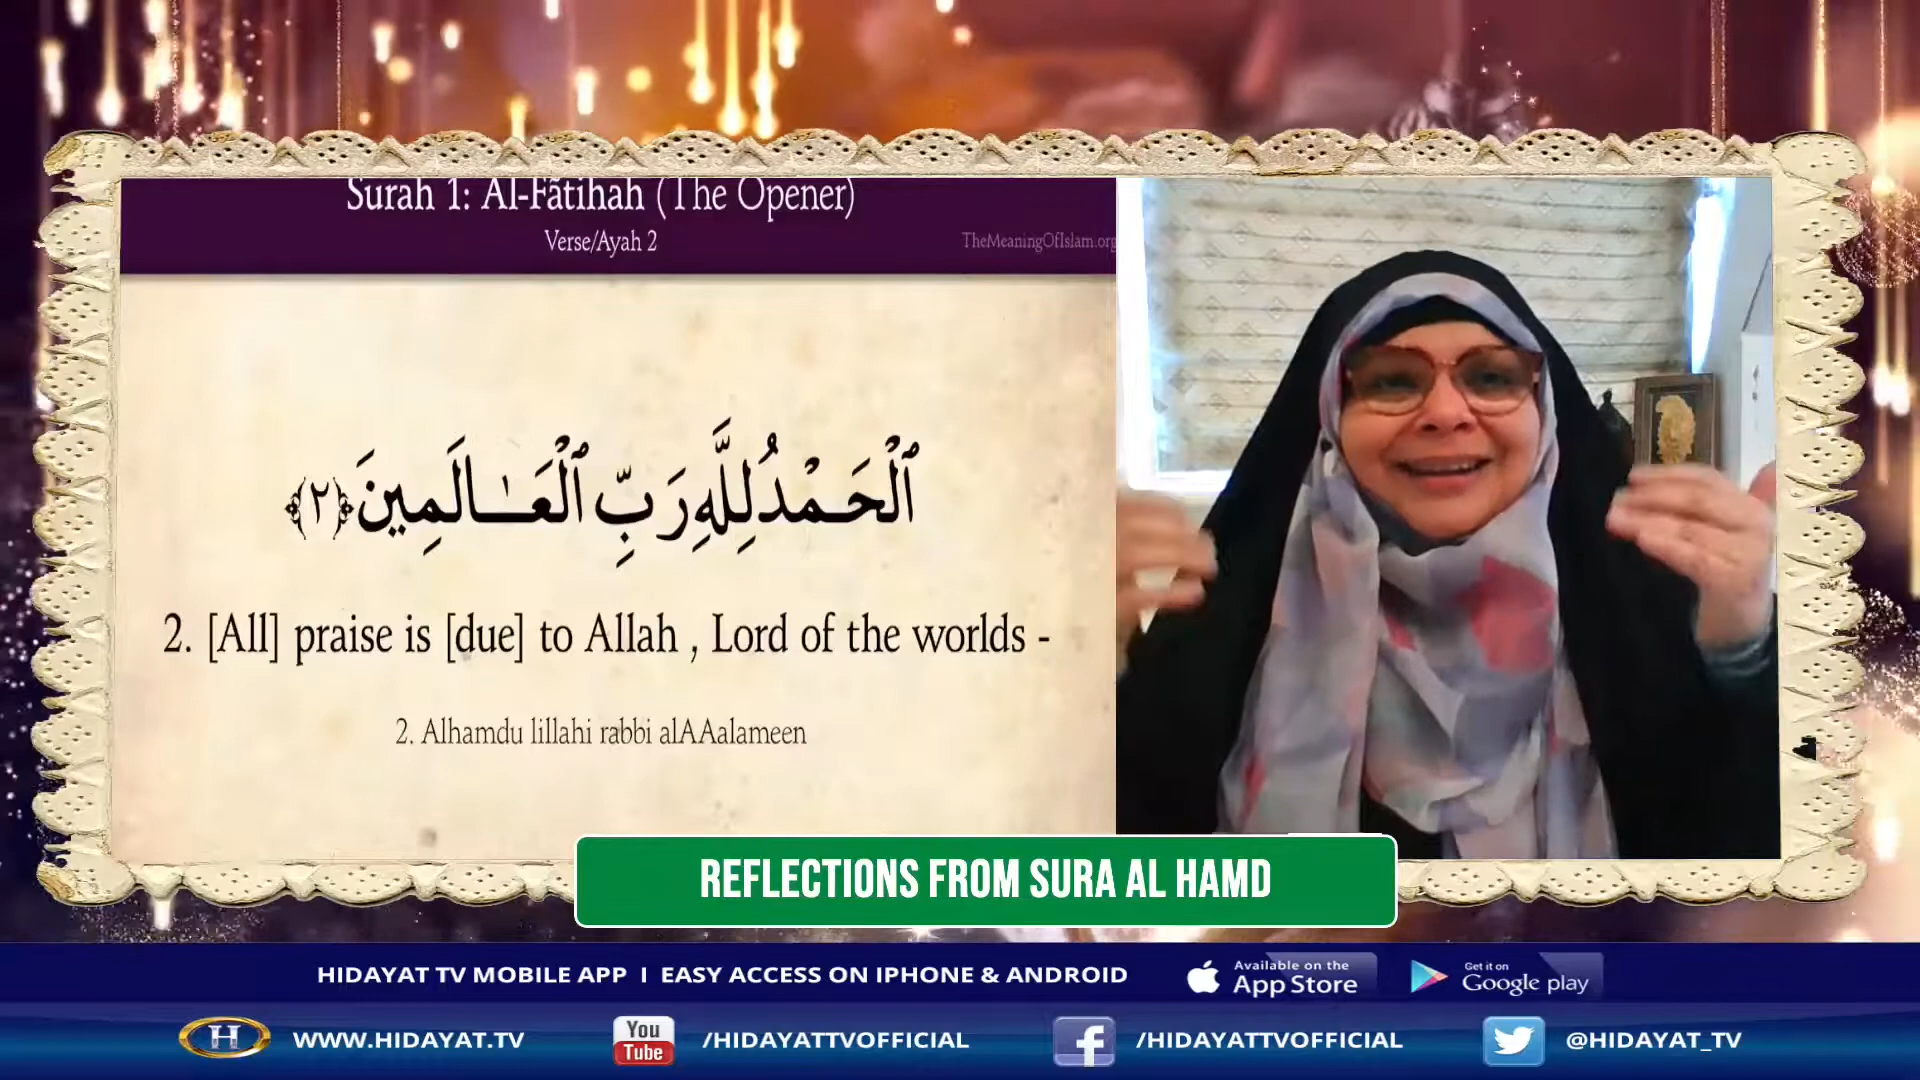 Surah 1: Al-Fātihah (The Opener)
Verse/Ayah 2
TheMeaningOfIslam.org
ٱلْحَمْدُ لِلَّهِ رَبِّ ٱلْعَـٰلَمِينَ ﴿٢﴾
2. [All] praise is [due] to Allah , Lord of the worlds -
2. Alhamdu lillahi rabbi alAAalameen
REFLECTIONS FROM SURA AL HAMD
HIDAYAT TV MOBILE APP I EASY ACCESS ON IPHONE & ANDROID
Available on the
App Store
Get it on
Google play
H
WWW.HIDAYAT.TV
You
Tube
/HIDAYATTVOFFICIAL
f
/HIDAYATTVOFFICIAL
@HIDAYAT_TV